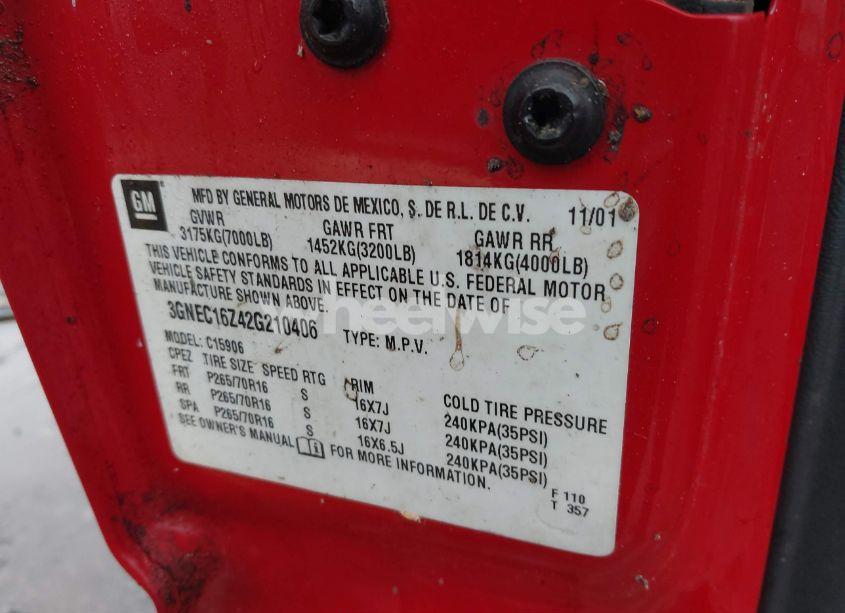 GM MFD BY GENERAL MOTORS DE MEXICO, S. DE R.L. DE C.V. 11/01
GVWR GAWR FRT GAWR RR
3175KG(7000LB) 1452KG(3200LB) 1814KG(4000LB)
THIS VEHICLE CONFORMS TO ALL APPLICABLE U.S. FEDERAL MOTOR
VEHICLE SAFETY STANDARDS IN EFFECT ON THE DATE OF
MANUFACTURE SHOWN ABOVE.
3GNEC16Z42G210406 TYPE: M.P.V.
wheelwise
MODEL: C15906
CPEZ TIRE SIZE SPEED RTG RIM COLD TIRE PRESSURE
FRT P265/70R16 S 16X7J 240KPA(35PSI)
RR P265/70R16 S 16X7J 240KPA(35PSI)
SPA P265/70R16 S 16X6.5J 240KPA(35PSI)
SEE OWNER'S MANUAL FOR MORE INFORMATION.
F 110
T 357